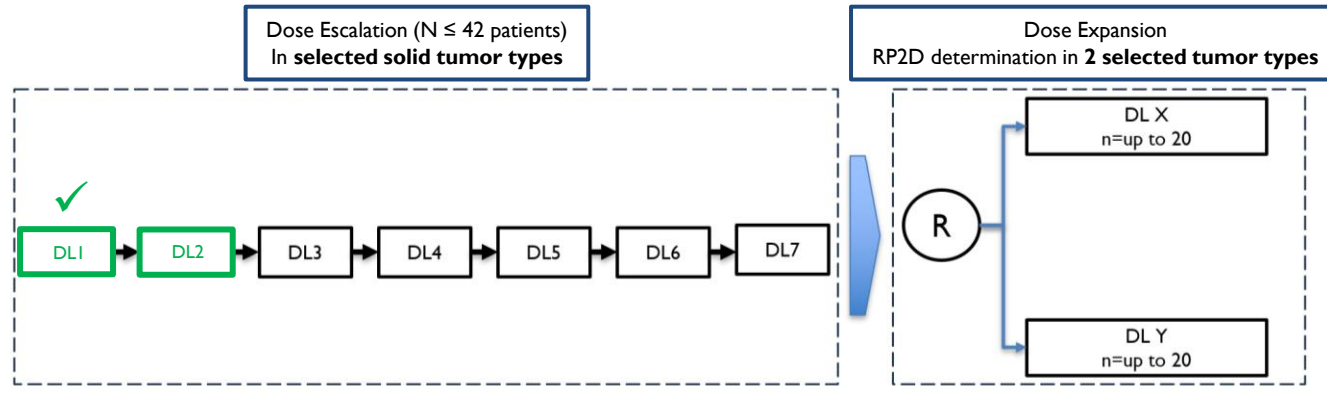 Dose Escalation (N ≤ 42 patients)
In selected solid tumor types
Dose Expansion
RP2D determination in 2 selected tumor types
DL1
DL2
DL3
DL4
DL5
DL6
DL7
R
DL X
n=up to 20
DL Y
n=up to 20